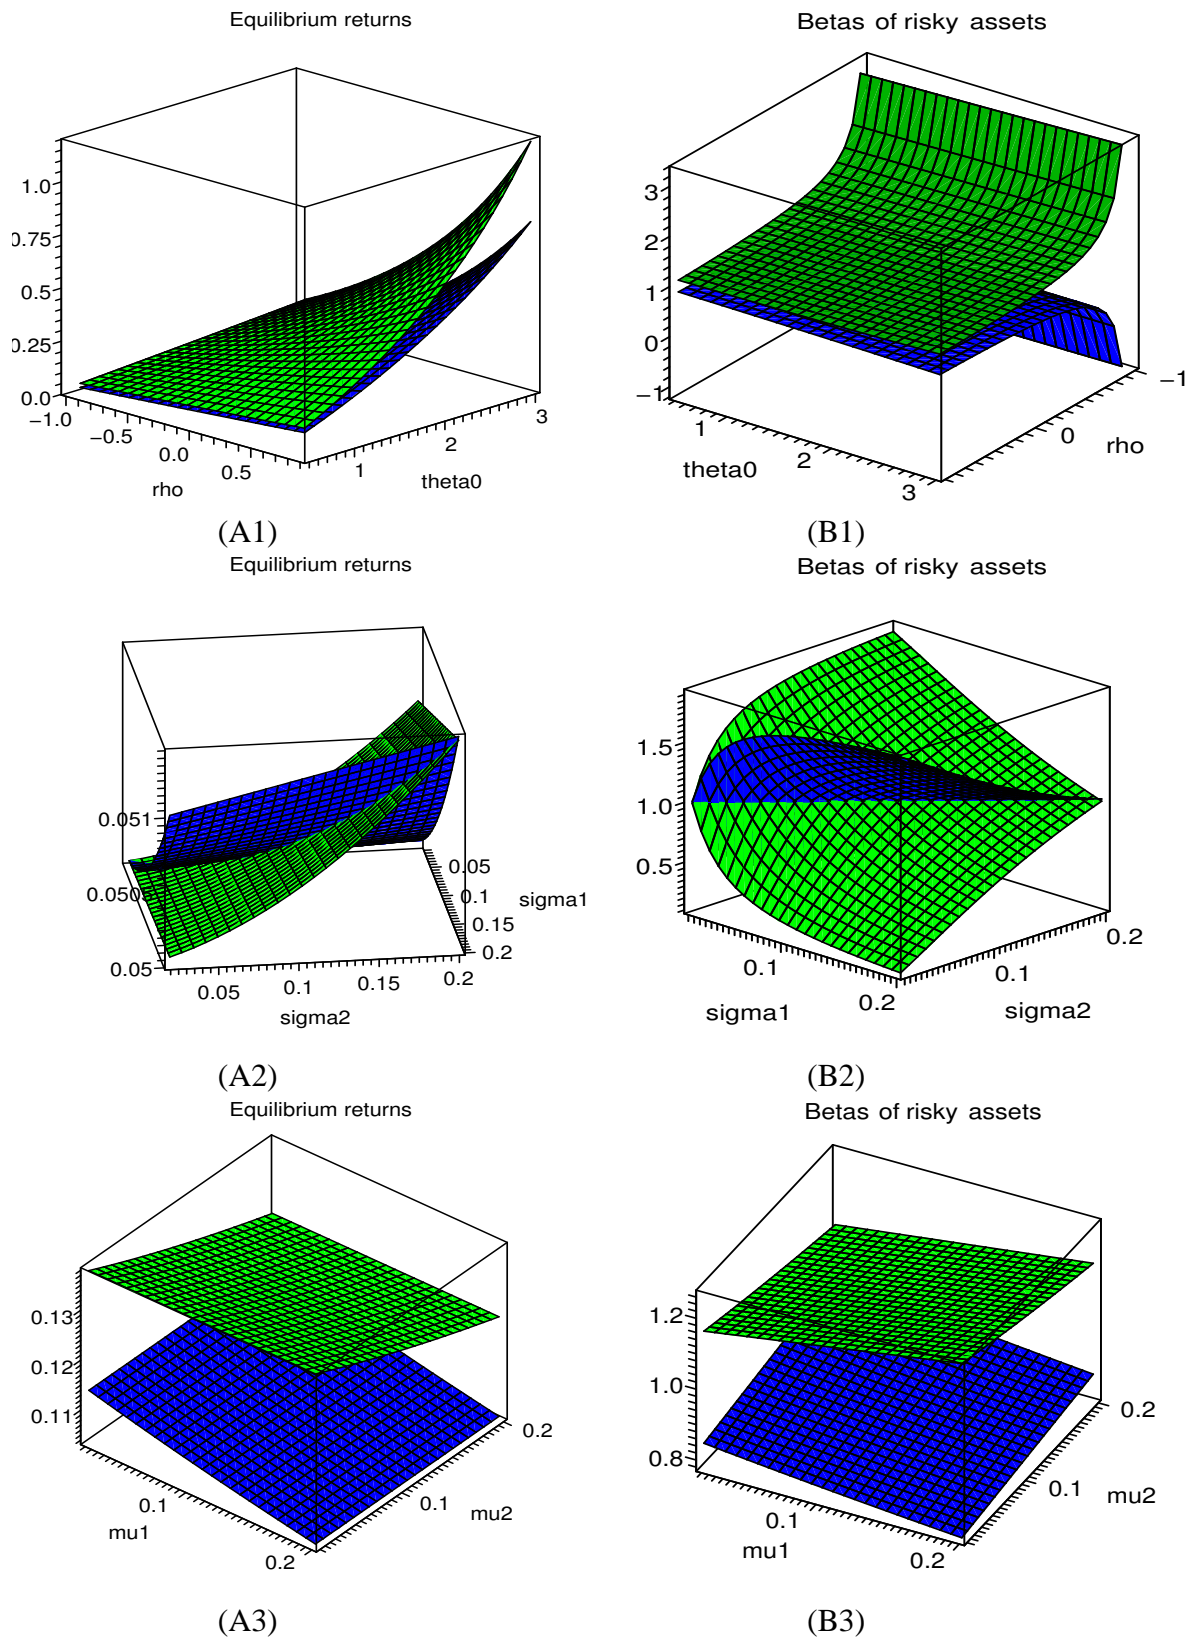 Equilibrium returns
Betas of risky assets
1.0
0.75
0.5
0.25
0.0
−1.0
−0.5
0.0
0.5
rho
1
2
3
theta0
3
2
1
0
−1
1
2
3
theta0
−1
0
rho
(A1)
(B1)
Equilibrium returns
Betas of risky assets
0.051
0.0505
0.05
0.05
0.1
0.15
0.2
sigma2
0.05
0.1
0.15
0.2
sigma1
1.5
1.0
0.5
0.1
0.2
sigma1
0.1
0.2
sigma2
(A2)
(B2)
Equilibrium returns
Betas of risky assets
0.13
0.12
0.11
0.1
0.2
mu1
0.1
0.2
mu2
1.2
1.0
0.8
0.1
0.2
mu1
0.1
0.2
mu2
(A3)
(B3)